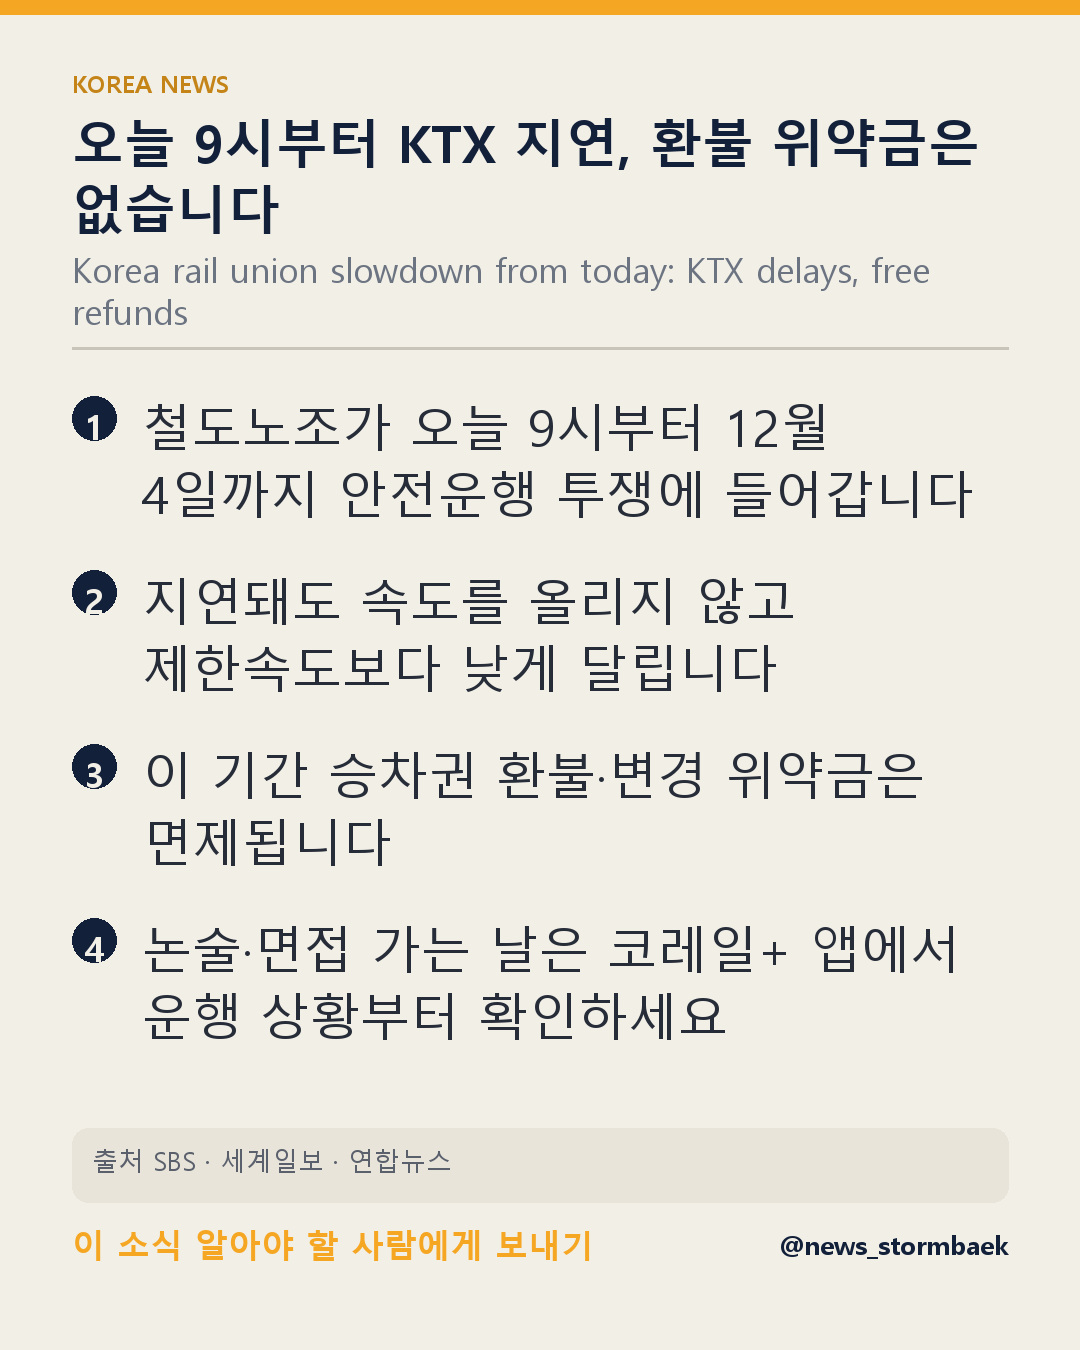 KOREA NEWS
오늘 9시부터 KTX 지연, 환불 위약금은
없습니다
Korea rail union slowdown from today: KTX delays, free
refunds
1 철도노조가 오늘 9시부터 12월
4일까지 안전운행 투쟁에 들어갑니다
2 지연돼도 속도를 올리지 않고
제한속도보다 낮게 달립니다
3 이 기간 승차권 환불·변경 위약금은
면제됩니다
4 논술·면접 가는 날은 코레일+ 앱에서
운행 상황부터 확인하세요
출처 SBS · 세계일보 · 연합뉴스
이 소식 알아야 할 사람에게 보내기
@news_stormbaek